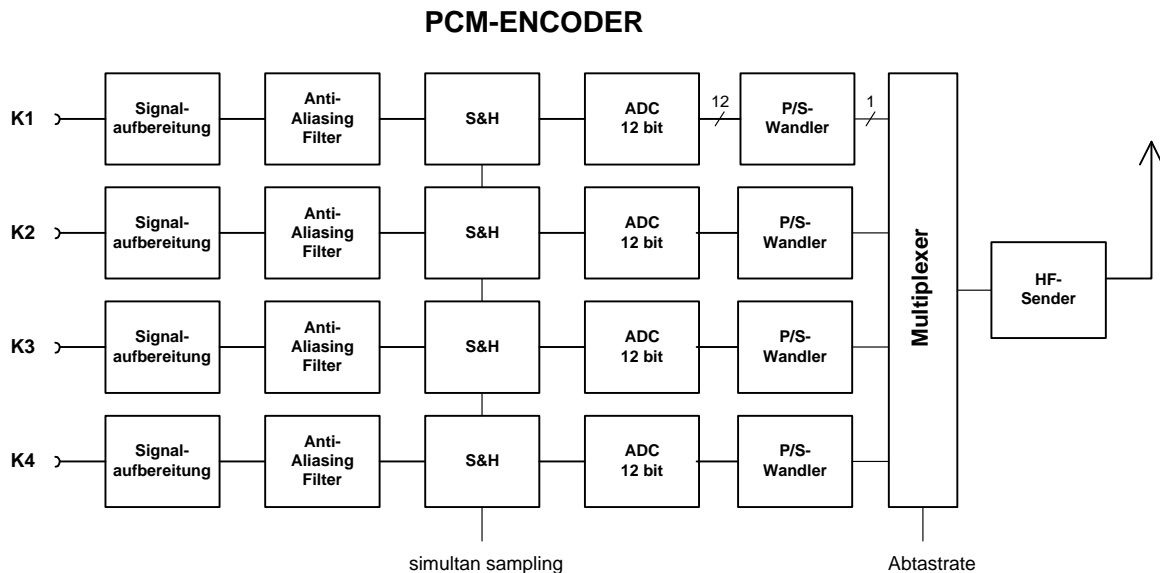 PCM-ENCODER
K1
Signal-
aufbereitung
Anti-
Aliasing
Filter
S&H
ADC
12 bit
12
P/S-
Wandler
1
K2
Signal-
aufbereitung
Anti-
Aliasing
Filter
S&H
ADC
12 bit
P/S-
Wandler
K3
Signal-
aufbereitung
Anti-
Aliasing
Filter
S&H
ADC
12 bit
P/S-
Wandler
K4
Signal-
aufbereitung
Anti-
Aliasing
Filter
S&H
ADC
12 bit
P/S-
Wandler
Multiplexer
HF-
Sender
simultan sampling
Abtastrate